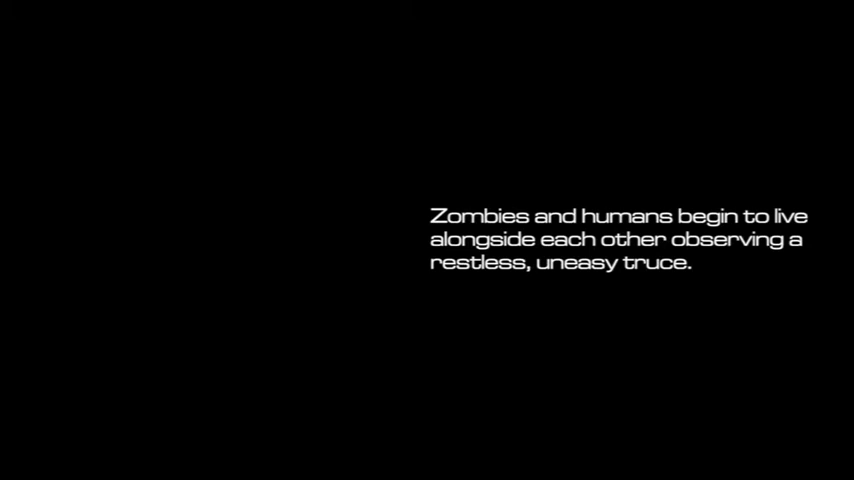 Zombies and humans begin to live
alongside each other observing a
restless, uneasy truce.